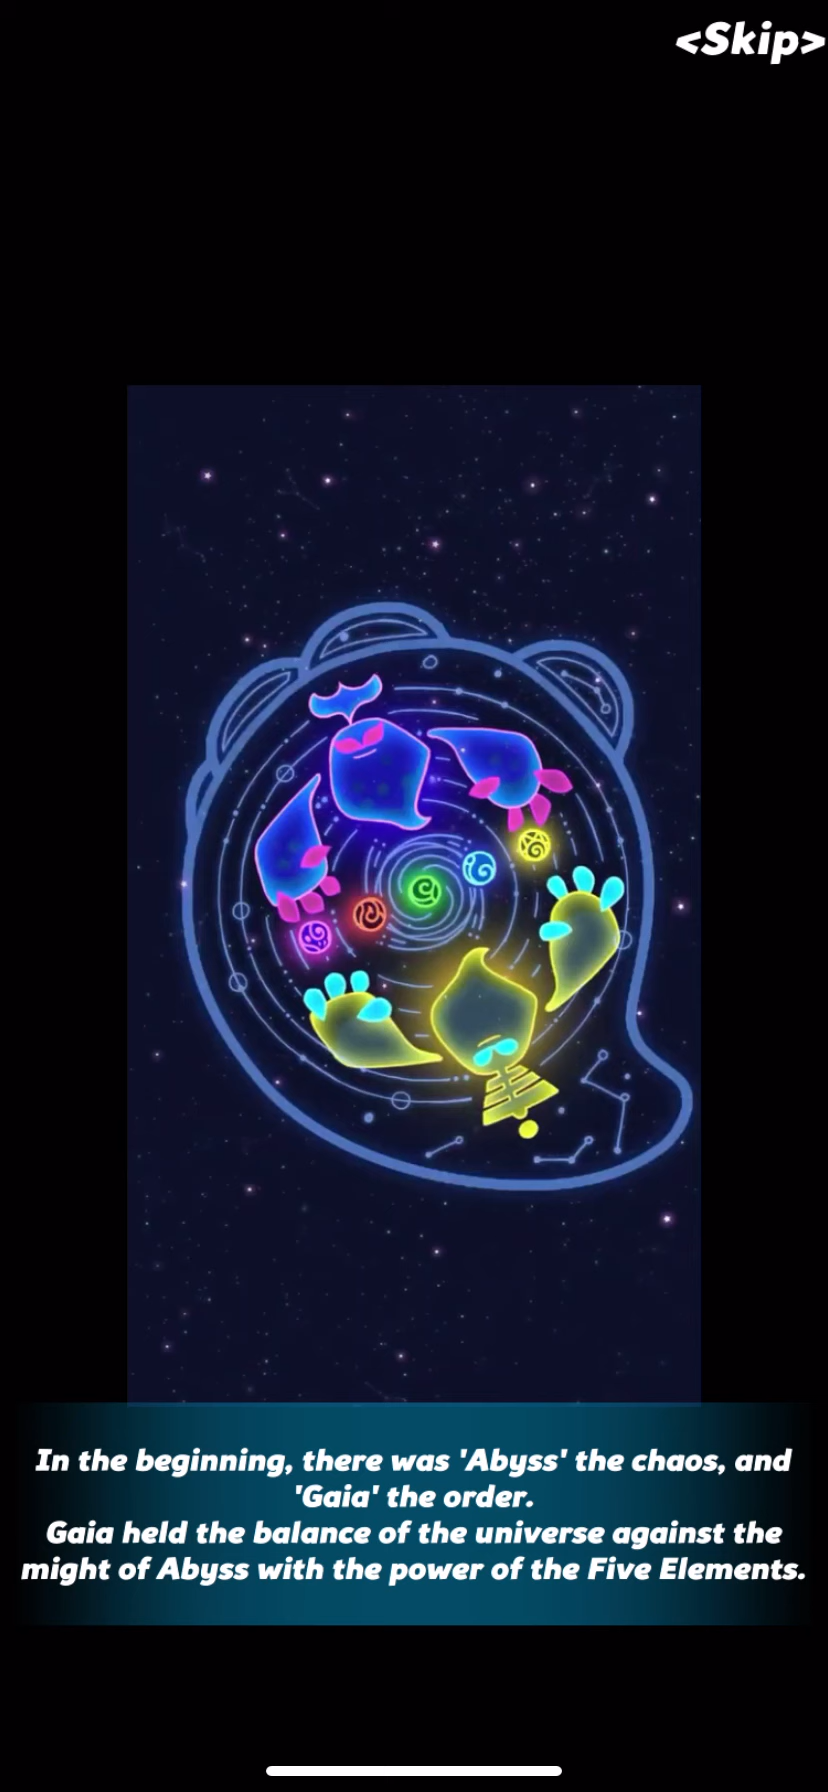 <Skip>
In the beginning, there was 'Abyss' the chaos, and
'Gaia' the order.
Gaia held the balance of the universe against the
might of Abyss with the power of the Five Elements.